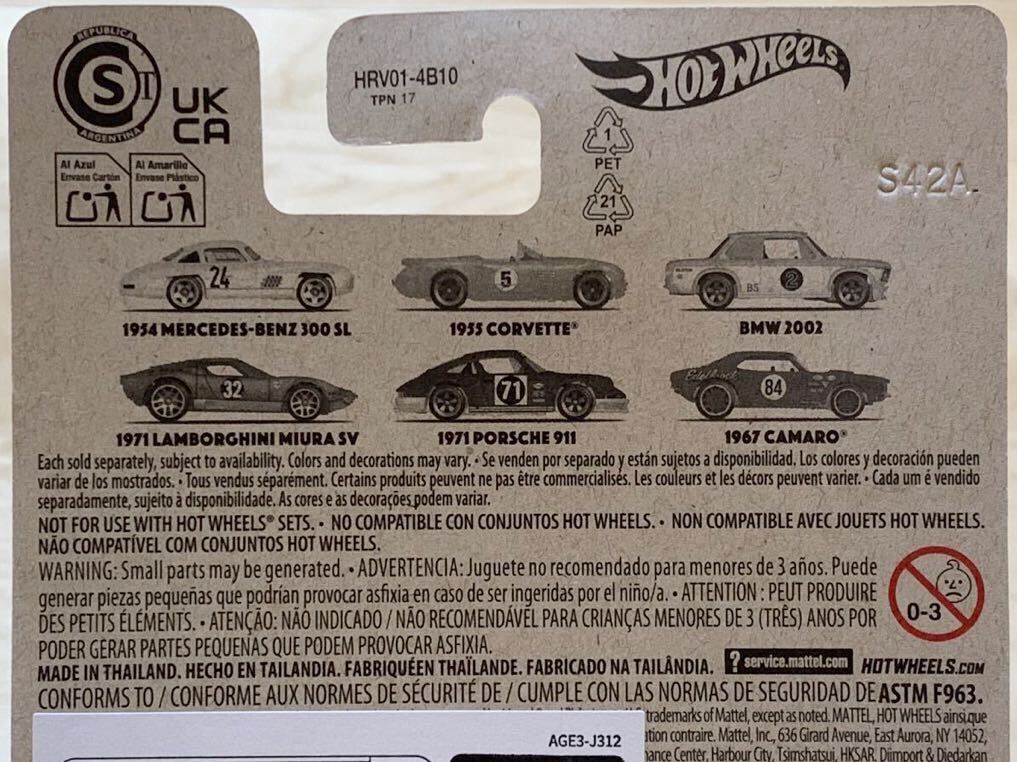 REPUBLICA
S I
ARGENTINA
UK
CA
Al Azul
Envase Cartón
Al Amarillo
Envase Plástico
HRV01-4B10
TPN 17
HOT WHEELS
1
PET
21
PAP
S42A
24
5
BS
2
1954 MERCEDES-BENZ 300 SL
1955 CORVETTE®
BMW 2002
32
71
Edelbrock
84
1971 LAMBORGHINI MIURA SV
1971 PORSCHE 911
1967 CAMARO®
Each sold separately, subject to availability. Colors and decorations may vary. • Se venden por separado y están sujetos a disponibilidad. Los colores y decoración pueden
variar de los mostrados. • Tous vendus séparément. Certains produits peuvent ne pas être commercialisés. Les couleurs et les décors peuvent varier. • Cada um é vendido
separadamente, sujeito à disponibilidade. As cores e as decorações podem variar.
NOT FOR USE WITH HOT WHEELS® SETS. • NO COMPATIBLE CON CONJUNTOS HOT WHEELS. • NON COMPATIBLE AVEC JOUETS HOT WHEELS.
NÃO COMPATÍVEL COM CONJUNTOS HOT WHEELS.
WARNING: Small parts may be generated. • ADVERTENCIA: Juguete no recomendado para menores de 3 años. Puede
generar piezas pequeñas que podrían provocar asfixia en caso de ser ingeridas por el niño/a. • ATTENTION : PEUT PRODUIRE
DES PETITS ÉLÉMENTS. • ATENÇÃO: NÃO INDICADO / NÃO RECOMENDÁVEL PARA CRIANÇAS MENORES DE 3 (TRÊS) ANOS POR
PODER GERAR PARTES PEQUENAS QUE PODEM PROVOCAR ASFIXIA.
0-3
MADE IN THAILAND. HECHO EN TAILANDIA. FABRIQUÉ EN THAÏLANDE. FABRICADO NA TAILÂNDIA.
? service.mattel.com
HOTWHEELS.COM
CONFORMS TO / CONFORME AUX NORMES DE SÉCURITÉ DE / CUMPLE CON LAS NORMAS DE SEGURIDAD DE ASTM F963.
trademarks of Mattel, except as noted. MATTEL, HOT WHEELS ainsi que
ation contraire. Mattel, Inc., 636 Girard Avenue, East Aurora, NY 14052,
nance Center, Harbour City, Tsimshatsui, HKSAR. Diimport & Diedarkan
AGE3-J312